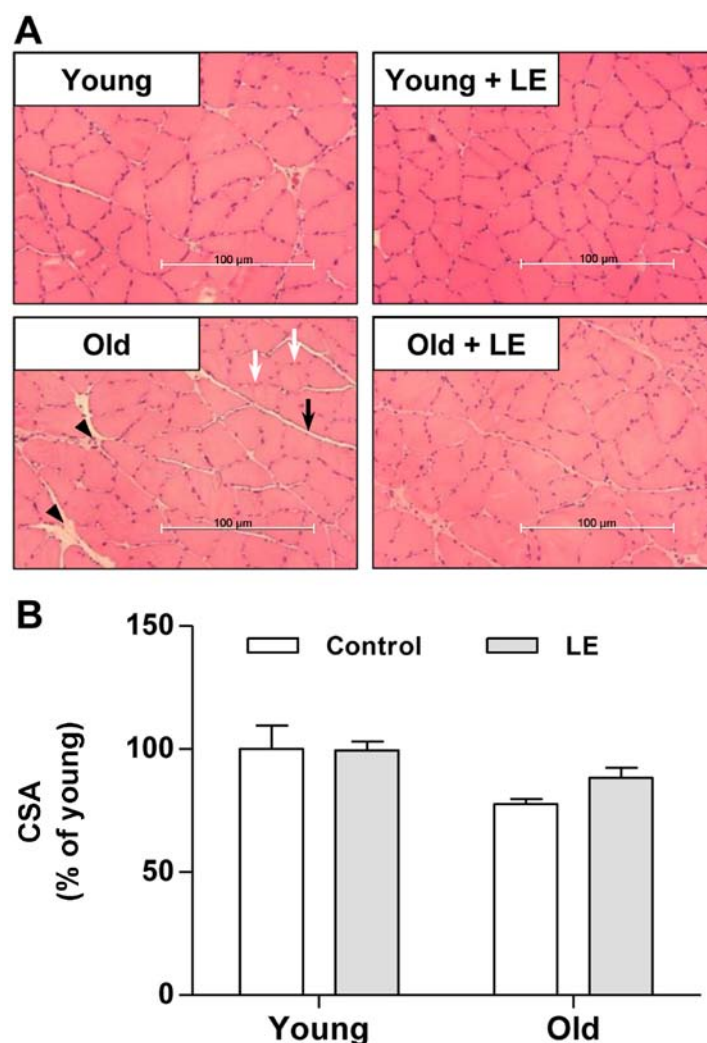 A
Young
Young + LE
100 µm
100 µm
Old
Old + LE
100 µm
100 µm
B
150
Control
LE
100
50
0
CSA
(% of young)
Young
Old